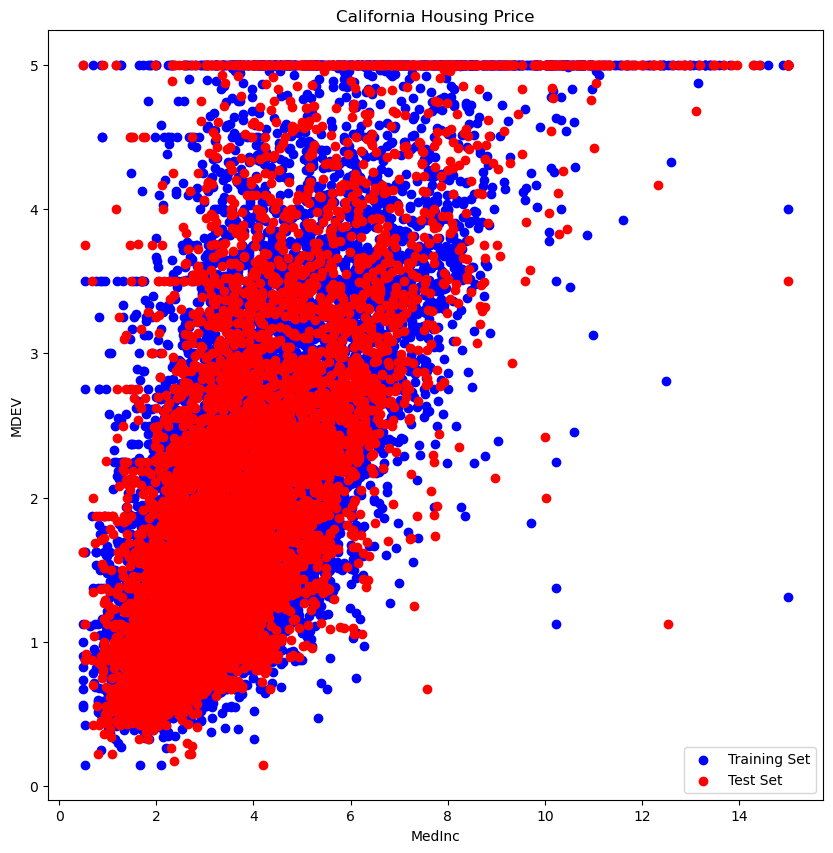 California Housing Price
5
4
3
2
1
0
MDEV
0 2 4 6 8 10 12 14
MedInc
Training Set
Test Set